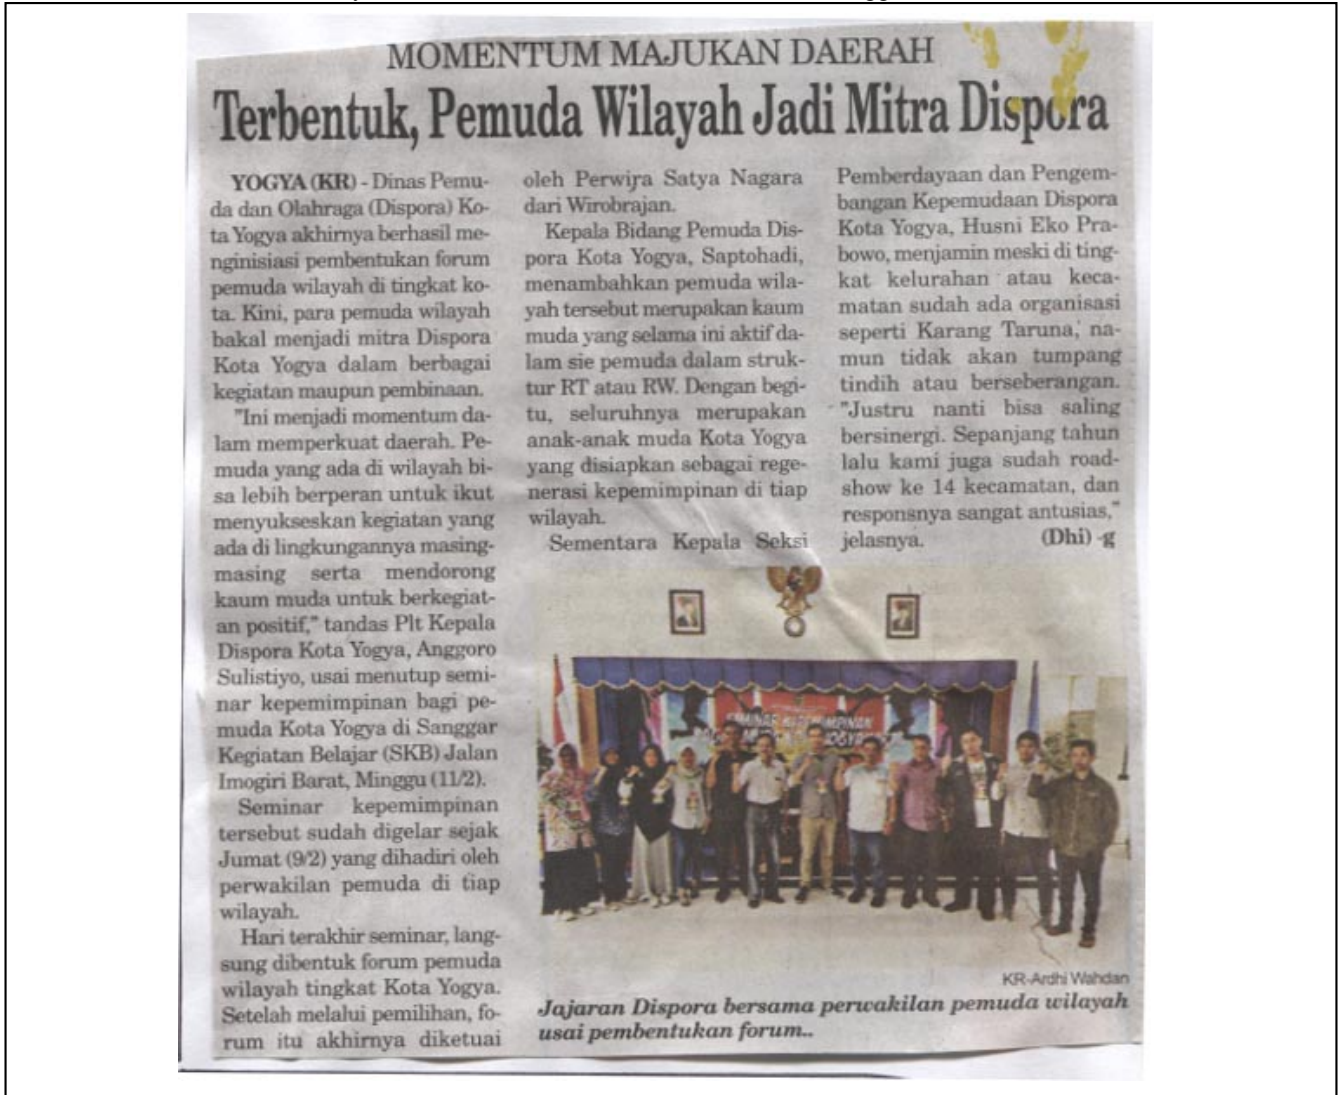 MOMENTUM MAJUKAN DAERAH
Terbentuk, Pemuda Wilayah Jadi Mitra Dispora
YOGYA (KR) - Dinas Pemu-
da dan Olahraga (Dispora) Ko-
ta Yogya akhirnya berhasil me-
nginisiasi pembentukan forum
pemuda wilayah di tingkat ko-
ta. Kini, para pemuda wilayah
bakal menjadi mitra Dispora
Kota Yogya dalam berbagai
kegiatan maupun pembinaan.
"Ini menjadi momentum da-
lam memperkuat daerah. Pe-
muda yang ada di wilayah bi-
sa lebih berperan untuk ikut
menyukseskan kegiatan yang
ada di lingkungannya masing-
masing serta mendorong
kaum muda untuk berkegiat-
an positif," tandas Plt Kepala
Dispora Kota Yogya, Anggoro
Sulistiyo, usai menutup semi-
nar kepemimpinan bagi pe-
muda Kota Yogya di Sanggar
Kegiatan Belajar (SKB) Jalan
Imogiri Barat, Minggu (11/2).
Seminar kepemimpinan
tersebut sudah digelar sejak
Jumat (9/2) yang dihadiri oleh
perwakilan pemuda di tiap
wilayah.
Hari terakhir seminar, lang-
sung dibentuk forum pemuda
wilayah tingkat Kota Yogya.
Setelah melalui pemilihan, fo-
rum itu akhirnya diketuai
oleh Perwira Satya Nagara
dari Wirobrajan.
Kepala Bidang Pemuda Dis-
pora Kota Yogya, Saptohadi,
menambahkan pemuda wila-
yah tersebut merupakan kaum
muda yang selama ini aktif da-
lam sie pemuda dalam struk-
tur RT atau RW. Dengan begi-
tu, seluruhnya merupakan
anak-anak muda Kota Yogya
yang disiapkan sebagai rege-
nerasi kepemimpinan di tiap
wilayah.
Sementara Kepala Seksi
Pemberdayaan dan Pengem-
bangan Kepemudaan Dispora
Kota Yogya, Husni Eko Pra-
bowo, menjamin meski di ting-
kat kelurahan atau keca-
matan sudah ada organisasi
seperti Karang Taruna, na-
mun tidak akan tumpang
tindih atau berseberangan.
"Justru nanti bisa saling
bersinergi. Sepanjang tahun
lalu kami juga sudah road-
show ke 14 kecamatan, dan
responsnya sangat antusias,"
jelasnya. (Dhi) -g
SEMINAR KEPEMIMPINAN
KR-Ardhi Wahdan
Jajaran Dispora bersama perwakilan pemuda wilayah
usai pembentukan forum..